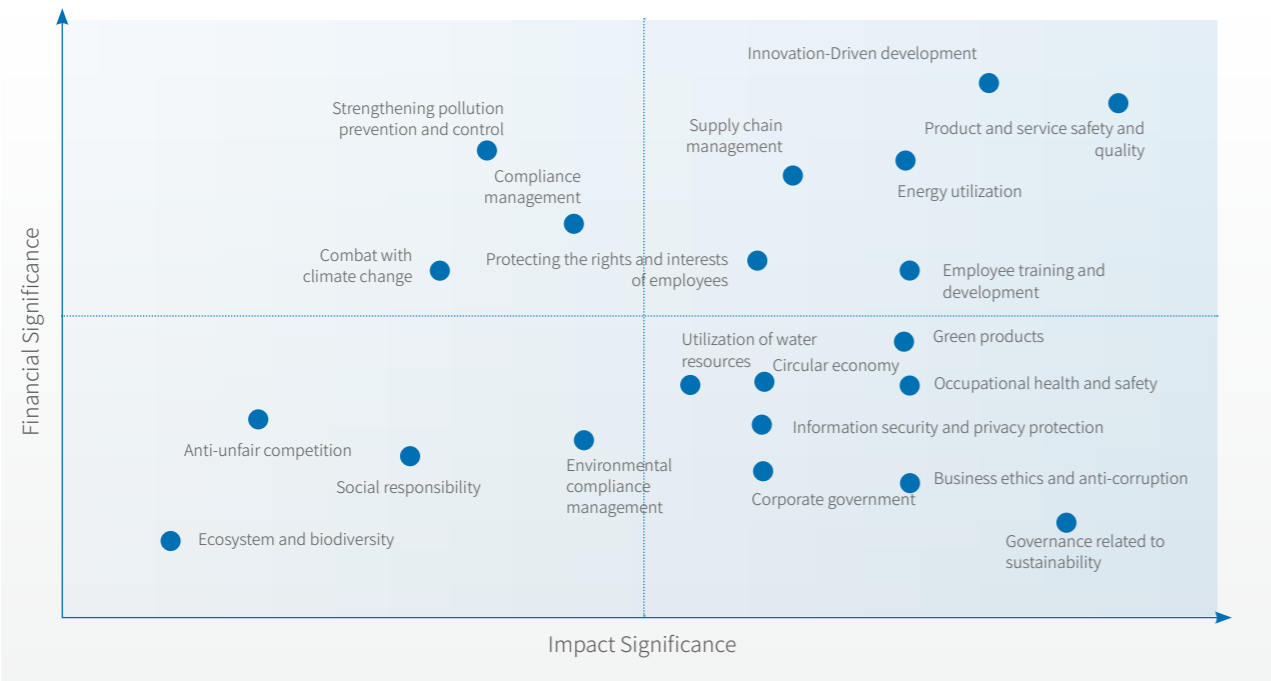 Innovation-Driven development
Strengthening pollution
prevention and control
Supply chain
management
Product and service safety and
quality
Compliance
management
Energy utilization
Combat with
climate change
Protecting the rights and interests
of employees
Employee training and
development
Financial Significance
Utilization of water
resources
Green products
Circular economy
Occupational health and safety
Information security and privacy protection
Anti-unfair competition
Social responsibility
Environmental
compliance
management
Corporate government
Business ethics and anti-corruption
Ecosystem and biodiversity
Governance related to
sustainability
Impact Significance